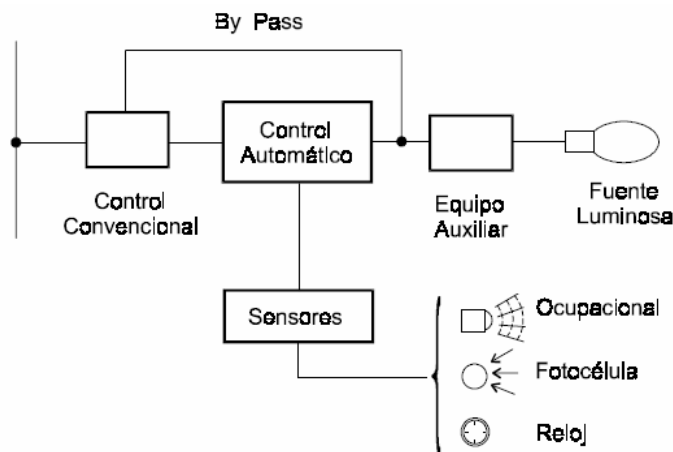 By Pass
Control
Automático
Control
Convencional
Equipo
Auxiliar
Fuente
Luminosa
Sensores
Ocupacional
Fotocélula
Reloj